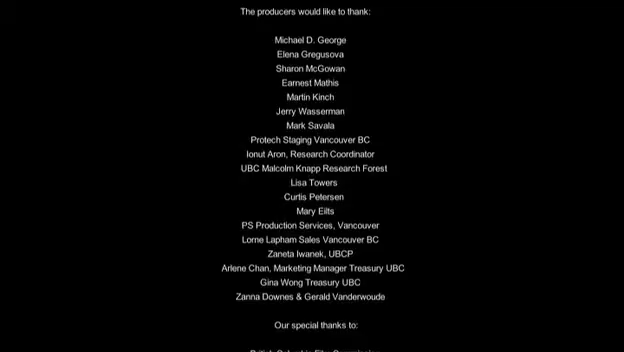 The producers would like to thank:
Michael D. George
Elena Gregusova
Sharon McGowan
Earnest Mathis
Martin Kinch
Jerry Wasserman
Mark Savala
Protech Staging Vancouver BC
Ionut Aron, Research Coordinator
UBC Malcolm Knapp Research Forest
Lisa Towers
Curtis Petersen
Mary Eilts
PS Production Services, Vancouver
Lorne Lapham Sales Vancouver BC
Zaneta Iwanek, UBCP
Arlene Chan, Marketing Manager Treasury UBC
Gina Wong Treasury UBC
Zanna Downes & Gerald Vanderwoude
Our special thanks to: